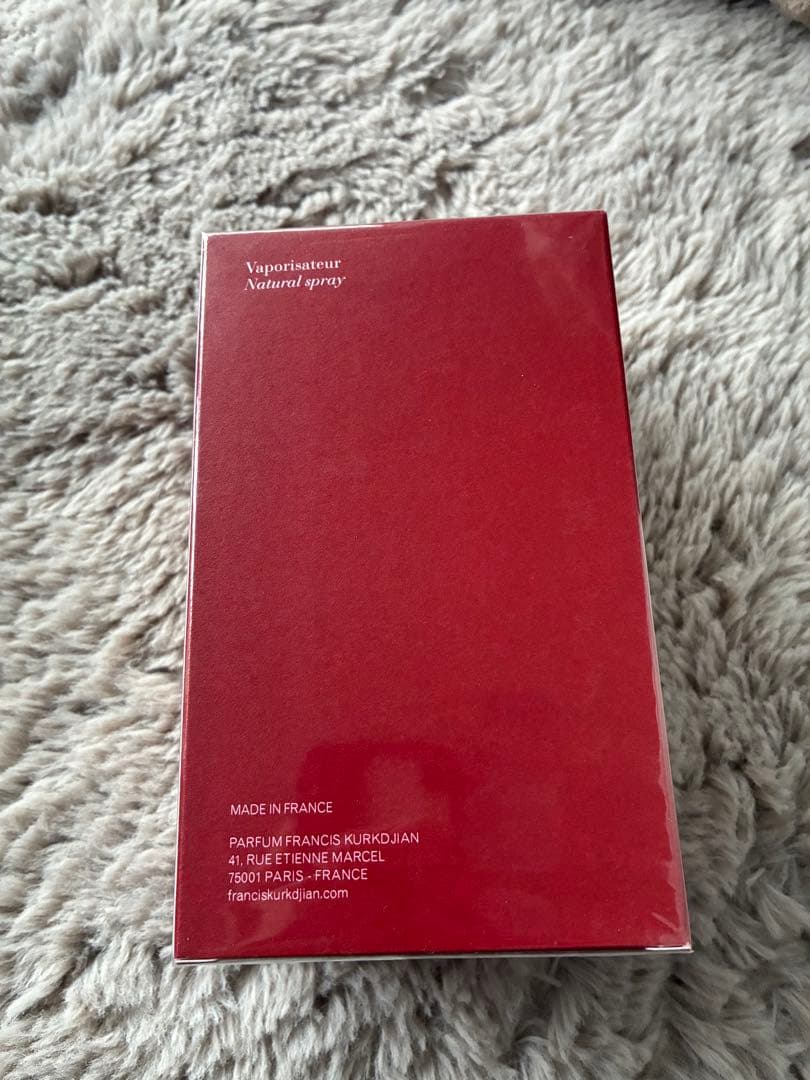 Vaporisateur
Natural spray
MADE IN FRANCE
PARFUM FRANCIS KURKDJIAN
41, RUE ETIENNE MARCEL
75001 PARIS - FRANCE
franciskurkdjian.com